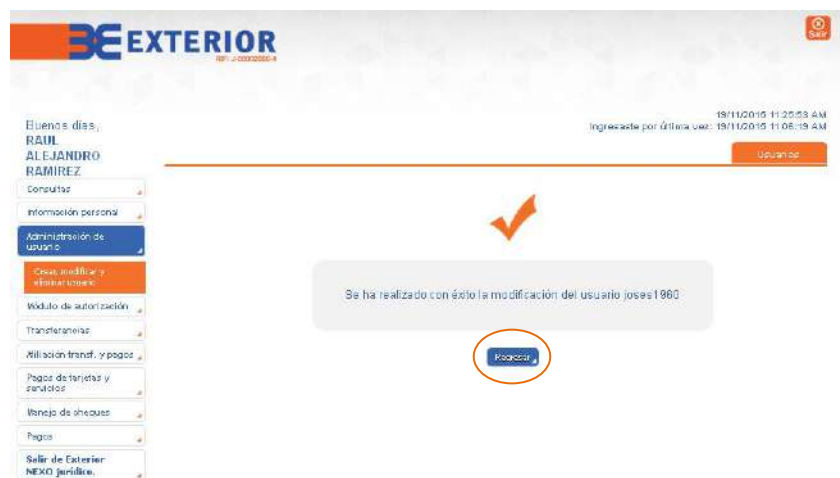 EXTERIOR
Salir
19/11/2015 11:25:53 AM
Ingresaste por última vez: 19/11/2015 11:06:19 AM
Buenos días,
RAUL
ALEJANDRO
RAMIREZ
Usuarios
Consultas
Información personal
Administración de
usuario
Crear, modificar y
eliminar usuario
Módulo de autorización
Transferencias
Afiliación transf. y pagos
Pagos de tarjetas y
servicios
Manejo de cheques
Pagos
Salir de Exterior
NEXO Jurídico.
Se ha realizado con éxito la modificación del usuario joses1960
Regresar